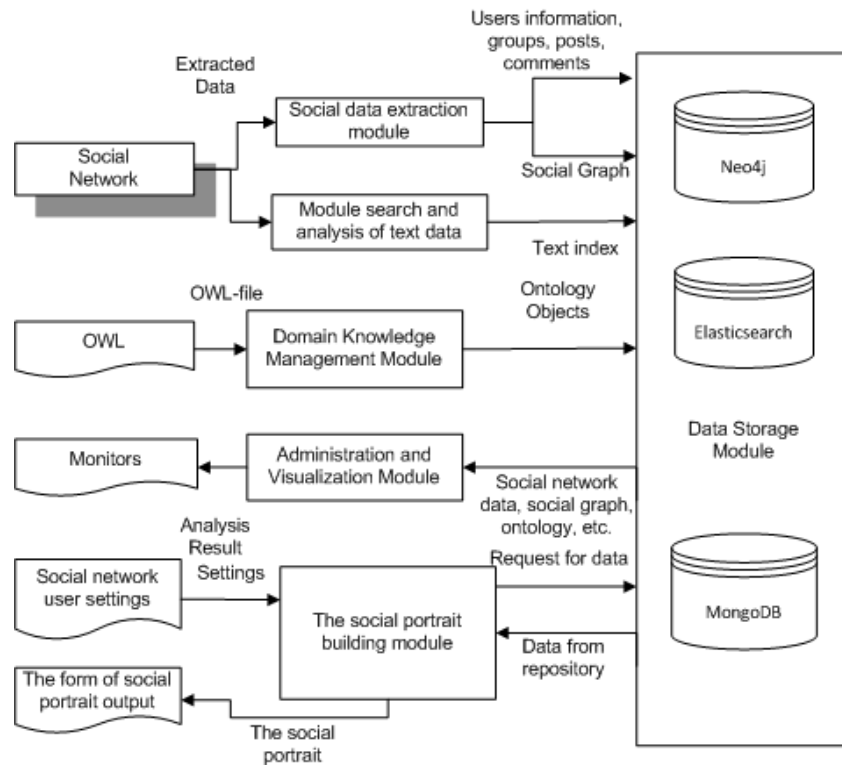 Users information,
groups, posts,
comments
Extracted
Data
Social data extraction
module
Social
Network
Social Graph
Neo4j
Module search and
analysis of text data
Text index
OWL-file
Ontology
Objects
OWL
Domain Knowledge
Management Module
Elasticsearch
Data Storage
Module
Monitors
Administration and
Visualization Module
Social network
data, social graph,
ontology, etc.
Analysis
Result
Settings
Request for data
Social network
user settings
The social portrait
building module
MongoDB
Data from
repository
The form of social
portrait output
The social
portrait